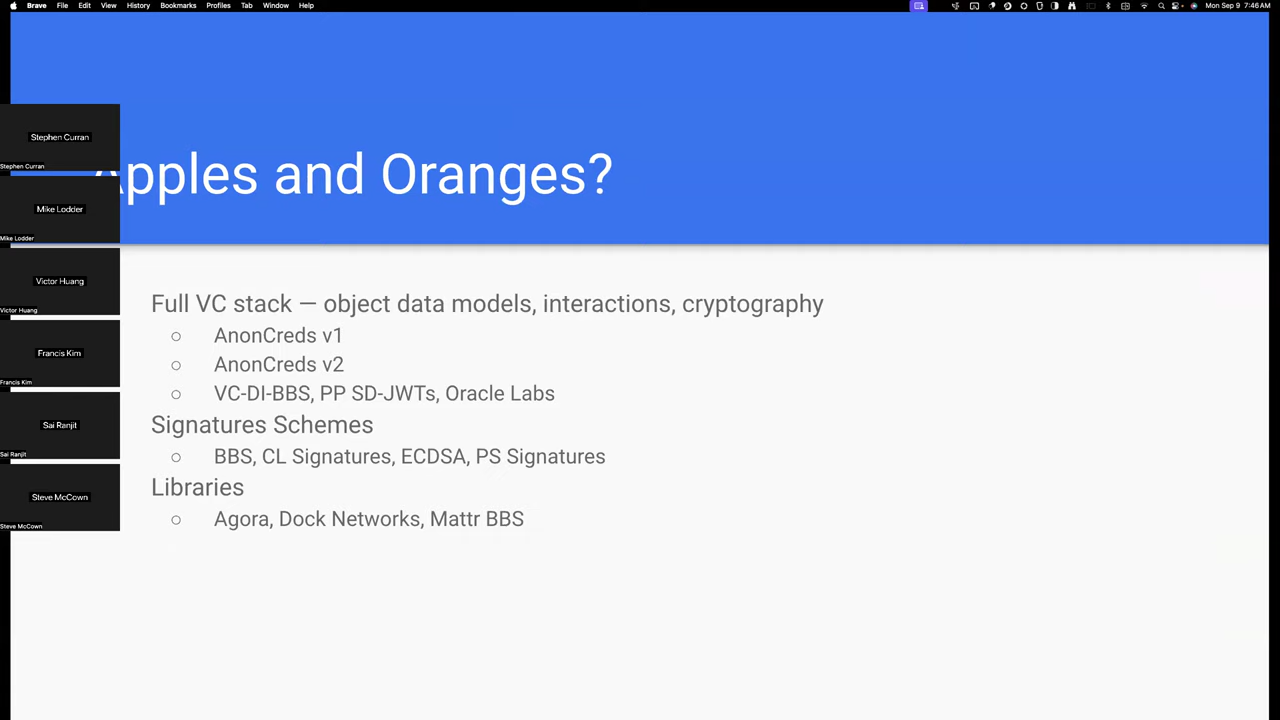 Brave File Edit View History Bookmarks Profiles Tab Window Help Mon Sep 9 7:46 AM
Stephen Curran
Stephen Curran
Apples and Oranges?
Mike Lodder
Mike Lodder
Victor Huang
Victor Huang
Francis Kim
Francis Kim
Sai Ranjit
Sai Ranjit
Steve McCown
Steve McCown
Full VC stack — object data models, interactions, cryptography
○ AnonCreds v1
○ AnonCreds v2
○ VC-DI-BBS, PP SD-JWTs, Oracle Labs
Signatures Schemes
○ BBS, CL Signatures, ECDSA, PS Signatures
Libraries
○ Agora, Dock Networks, Mattr BBS